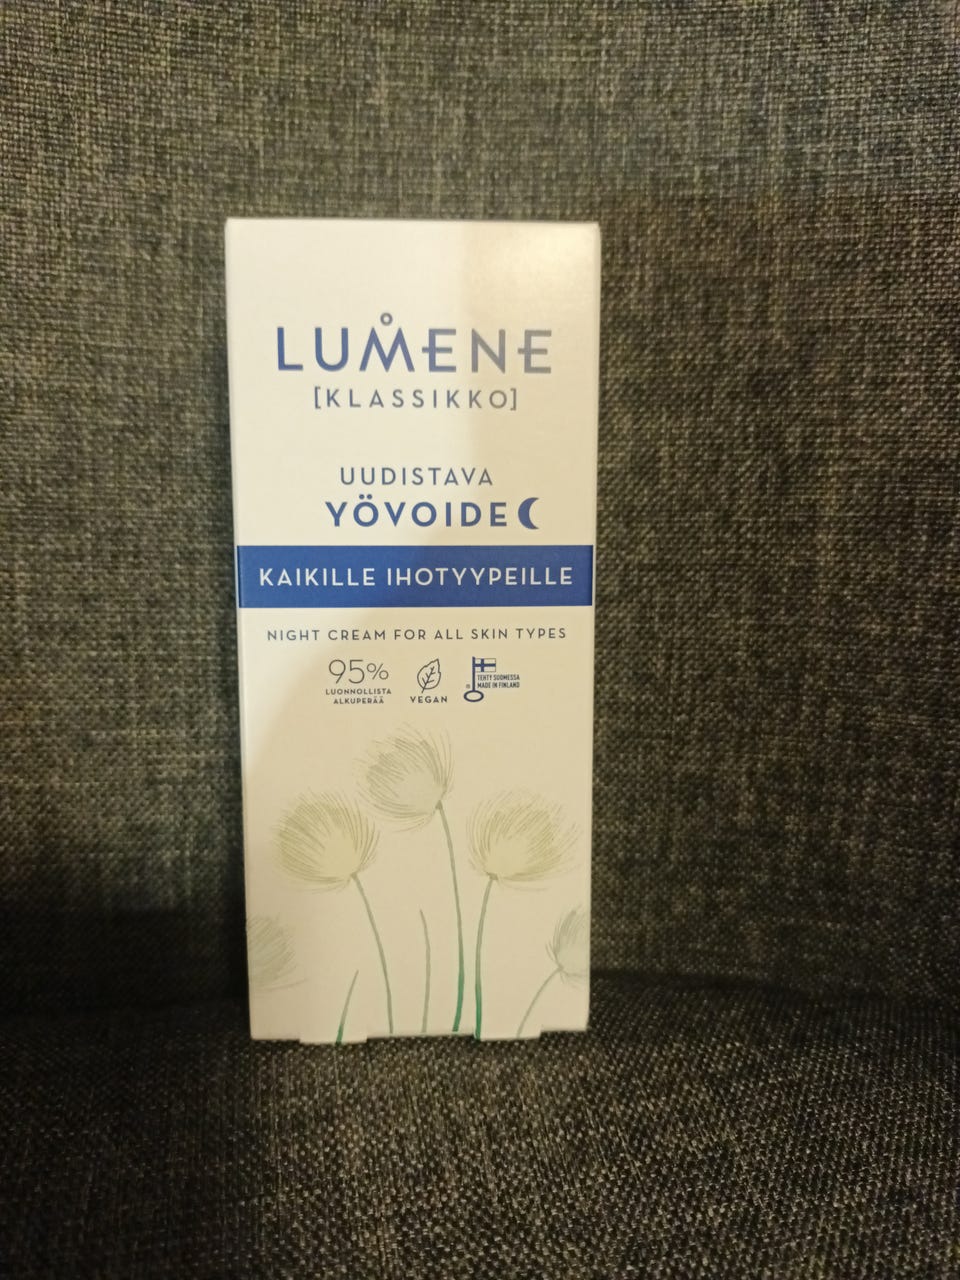 LUMENE
[KLASSIKKO]
UUDISTAVA
YÖVOIDE
KAIKILLE IHOTYYPEILLE
NIGHT CREAM FOR ALL SKIN TYPES
95%
LUONNOLLISTA
ALKUPERÄÄ
VEGAN
TEHTY SUOMESSA
MADE IN FINLAND